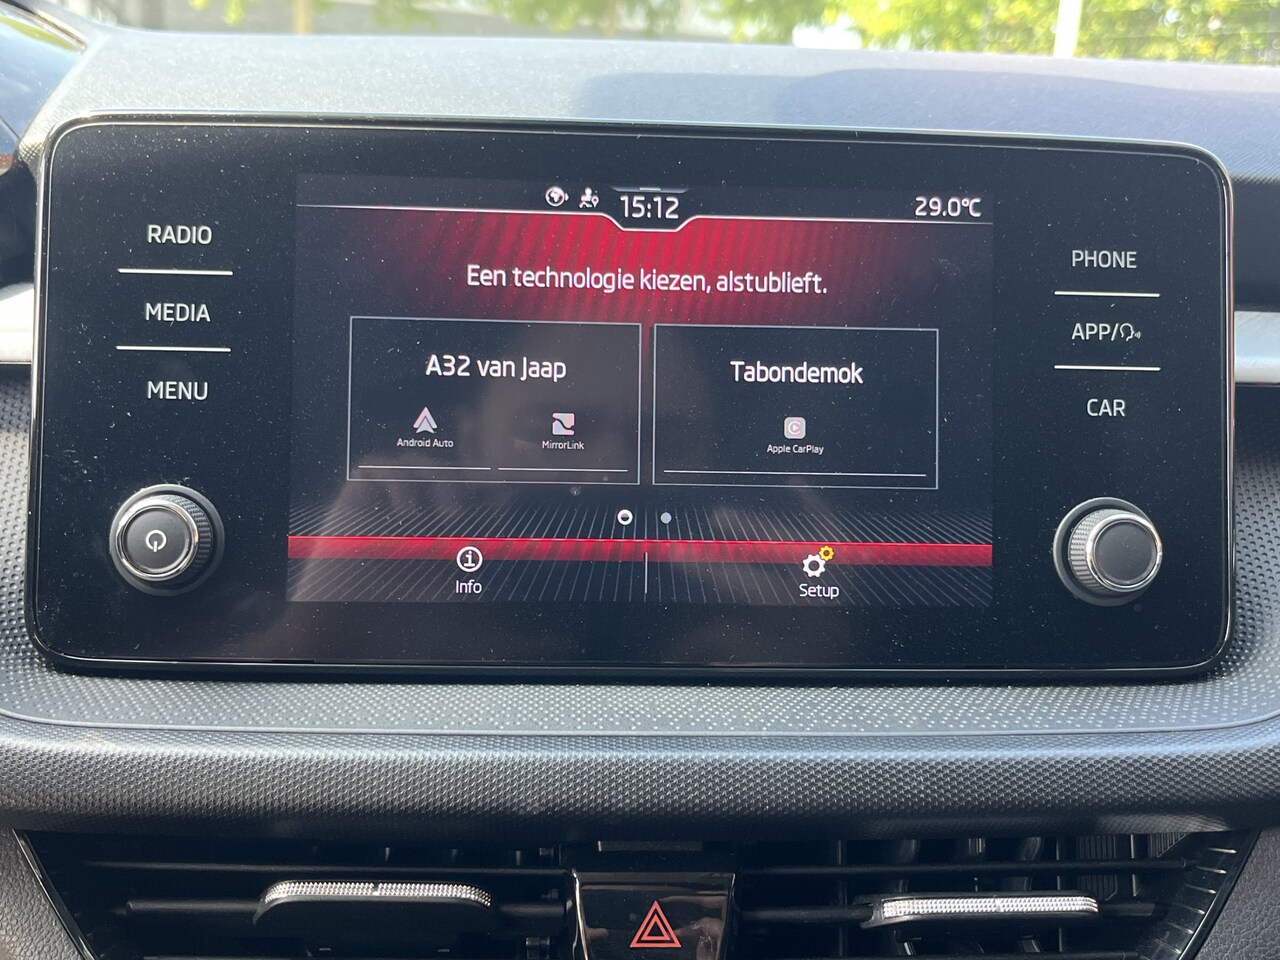 15:12
29.0°C
RADIO
MEDIA
MENU
Een technologie kiezen, alstublieft.
A32 van Jaap
Android Auto
MirrorLink
Tabondemok
Apple CarPlay
Info
Setup
PHONE
APP/
CAR